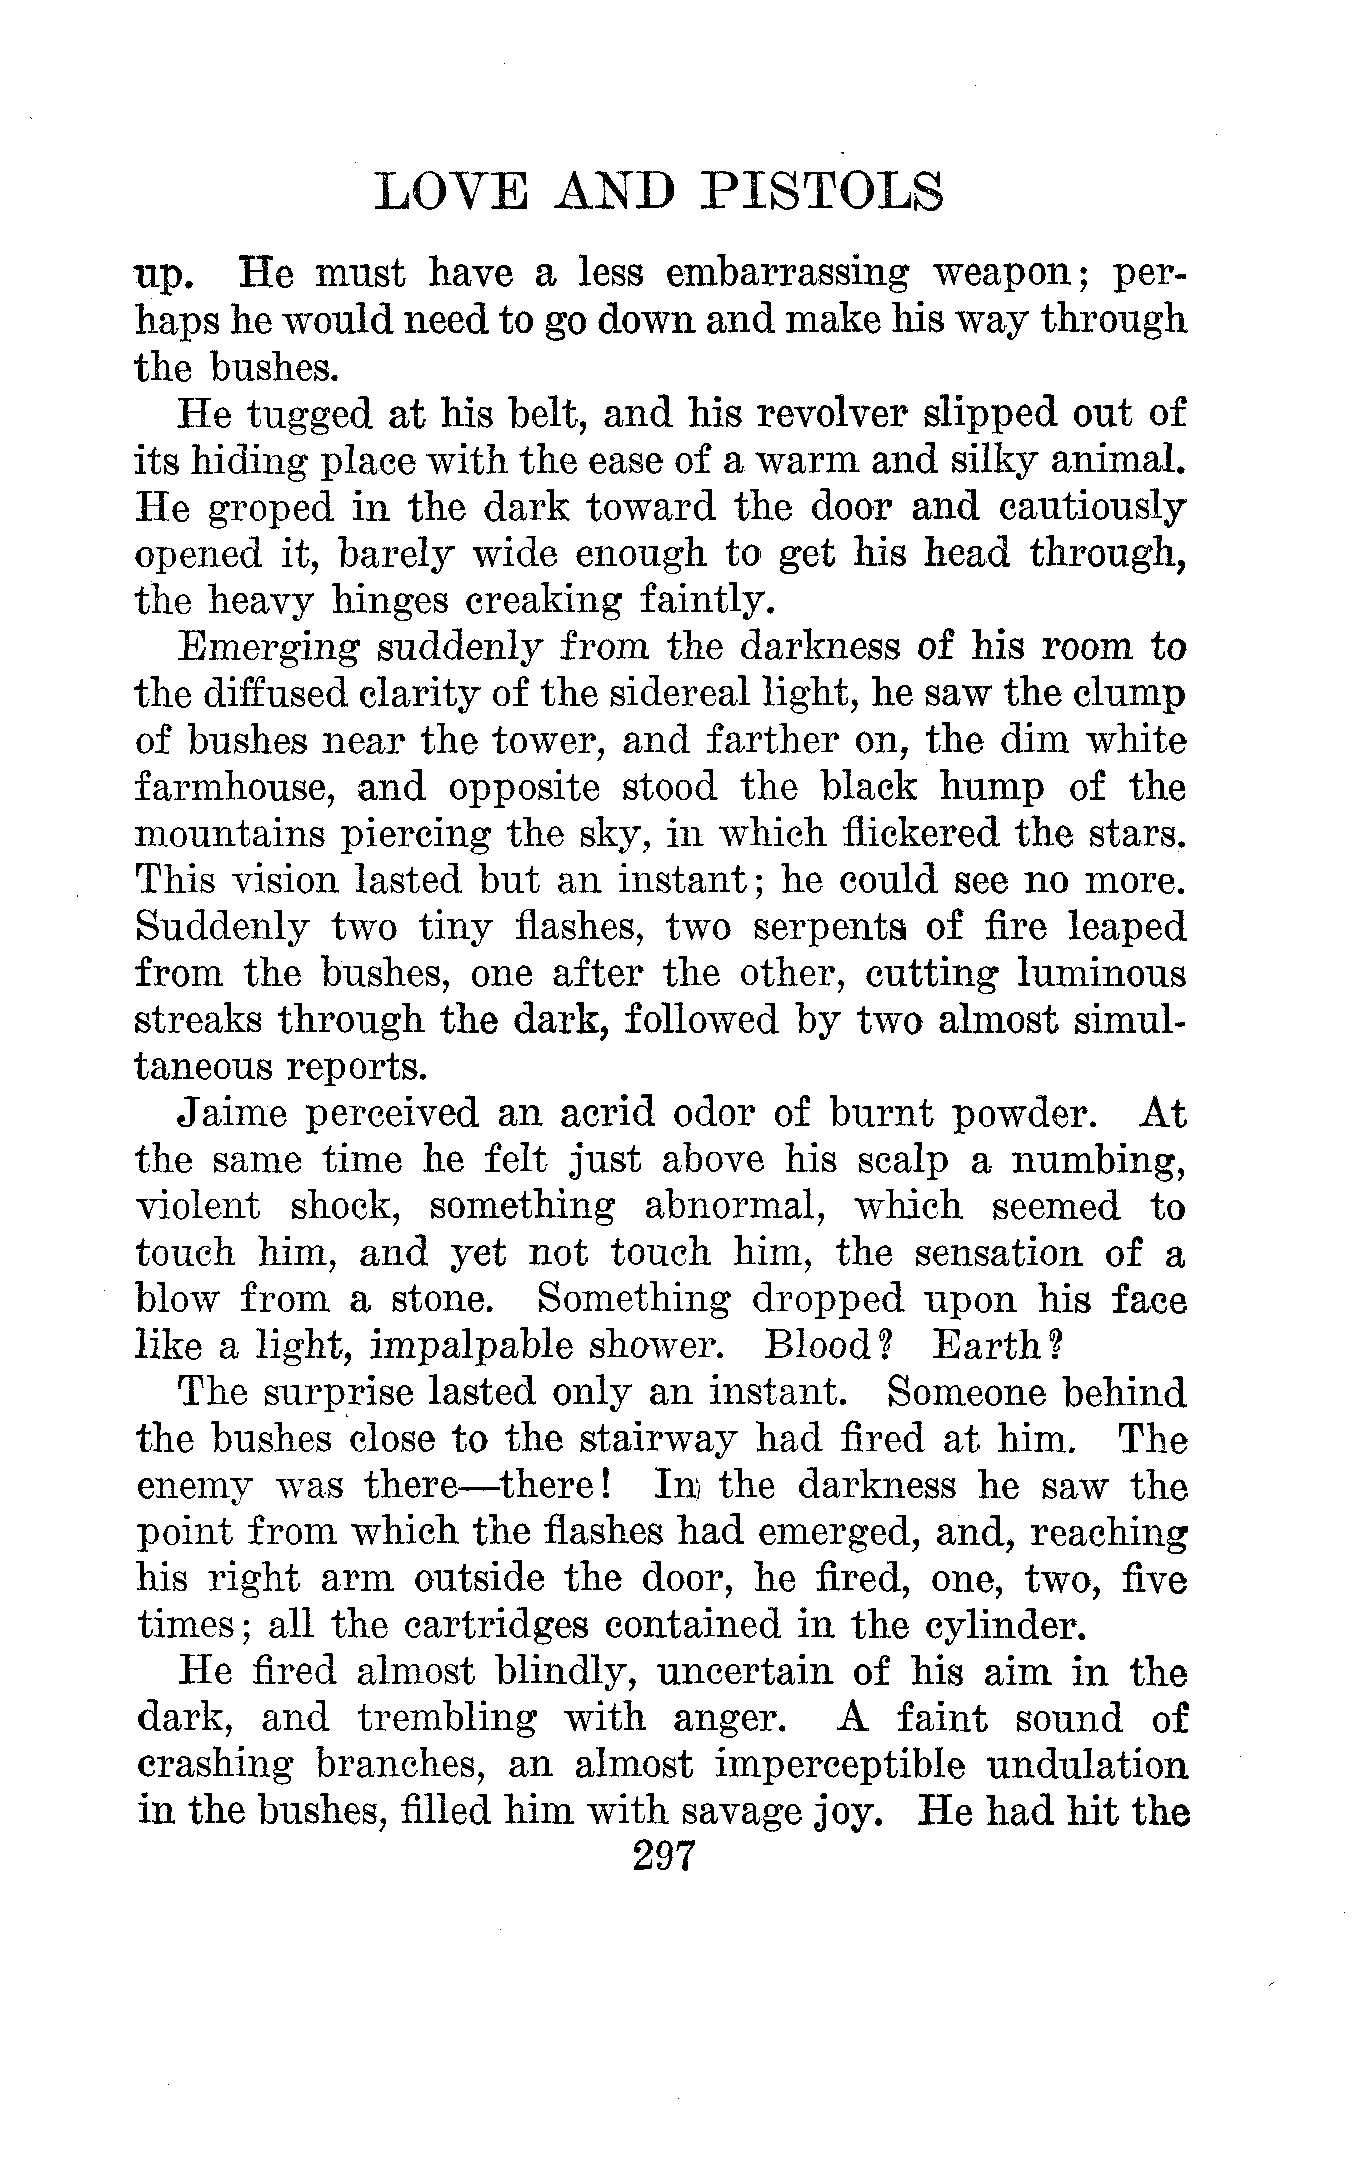 LOVE AND PISTOLS
up. He must have a less embarrassing weapon; per-
haps he would need to go down and make his way through
the bushes.
He tugged at his belt, and his revolver slipped out of
its hiding place with the ease of a warm and silky animal.
He groped in the dark toward the door and cautiously
opened it, barely wide enough to get his head through,
the heavy hinges creaking faintly.
Emerging suddenly from the darkness of his room to
the diffused clarity of the sidereal light, he saw the clump
of bushes near the tower, and farther on, the dim white
farmhouse, and opposite stood the black hump of the
mountains piercing the sky, in which flickered the stars.
This vision lasted but an instant; he could see no more.
Suddenly two tiny flashes, two serpents of fire leaped
from the bushes, one after the other, cutting luminous
streaks through the dark, followed by two almost simul-
taneous reports.
Jaime perceived an acrid odor of burnt powder. At
the same time he felt just above his scalp a numbing,
violent shock, something abnormal, which seemed to
touch him, and yet not touch him, the sensation of a
blow from a stone. Something dropped upon his face
like a light, impalpable shower. Blood? Earth?
The surprise lasted only an instant. Someone behind
the bushes close to the stairway had fired at him. The
enemy was there—there! In the darkness he saw the
point from which the flashes had emerged, and, reaching
his right arm outside the door, he fired, one, two, five
times; all the cartridges contained in the cylinder.
He fired almost blindly, uncertain of his aim in the
dark, and trembling with anger. A faint sound of
crashing branches, an almost imperceptible undulation
in the bushes, filled him with savage joy. He had hit the
297